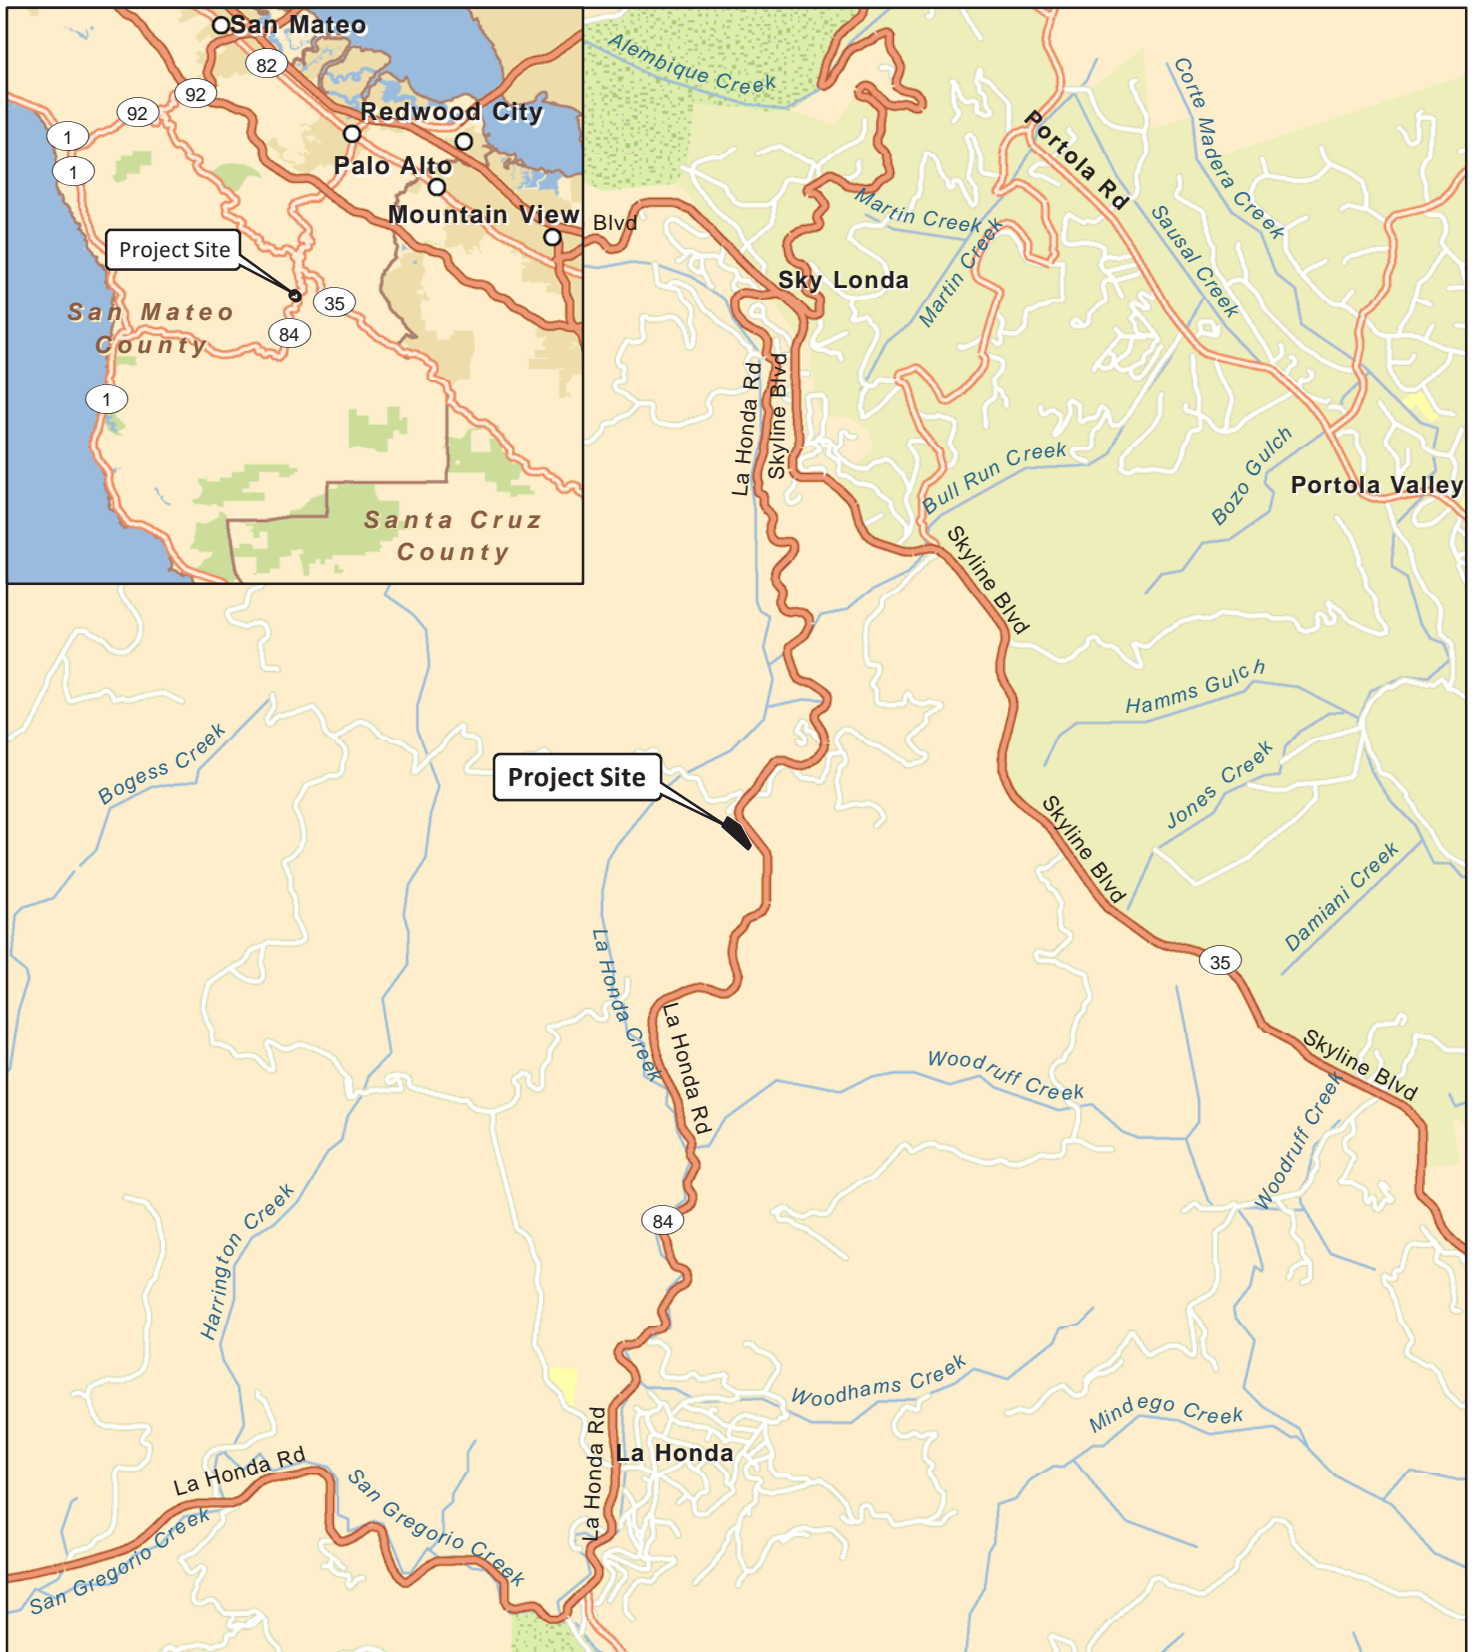 San Mateo
82
92
92
Redwood City
1
1
Palo Alto
Mountain View
Project Site
35
San Mateo
County
84
1
Santa Cruz
County
Alembique Creek
Corte Madera Creek
Portola Rd
Martin Creek
Sausal Creek
Blvd
Martin Creek
Sky Londa
La Honda Rd
Skyline Blvd
Bull Run Creek
Bozo Gulch
Portola Valley
Skyline Blvd
Hamms Gulch
Bogess Creek
Project Site
Jones Creek
Skyline Blvd
Damiani Creek
La Honda Creek
35
La Honda Rd
Woodruff Creek
Skyline Blvd
Woodruff Creek
Harrington Creek
84
Woodhams Creek
Mindego Creek
La Honda Rd
La Honda
La Honda Rd
San Gregorio Creek
San Gregorio Creek